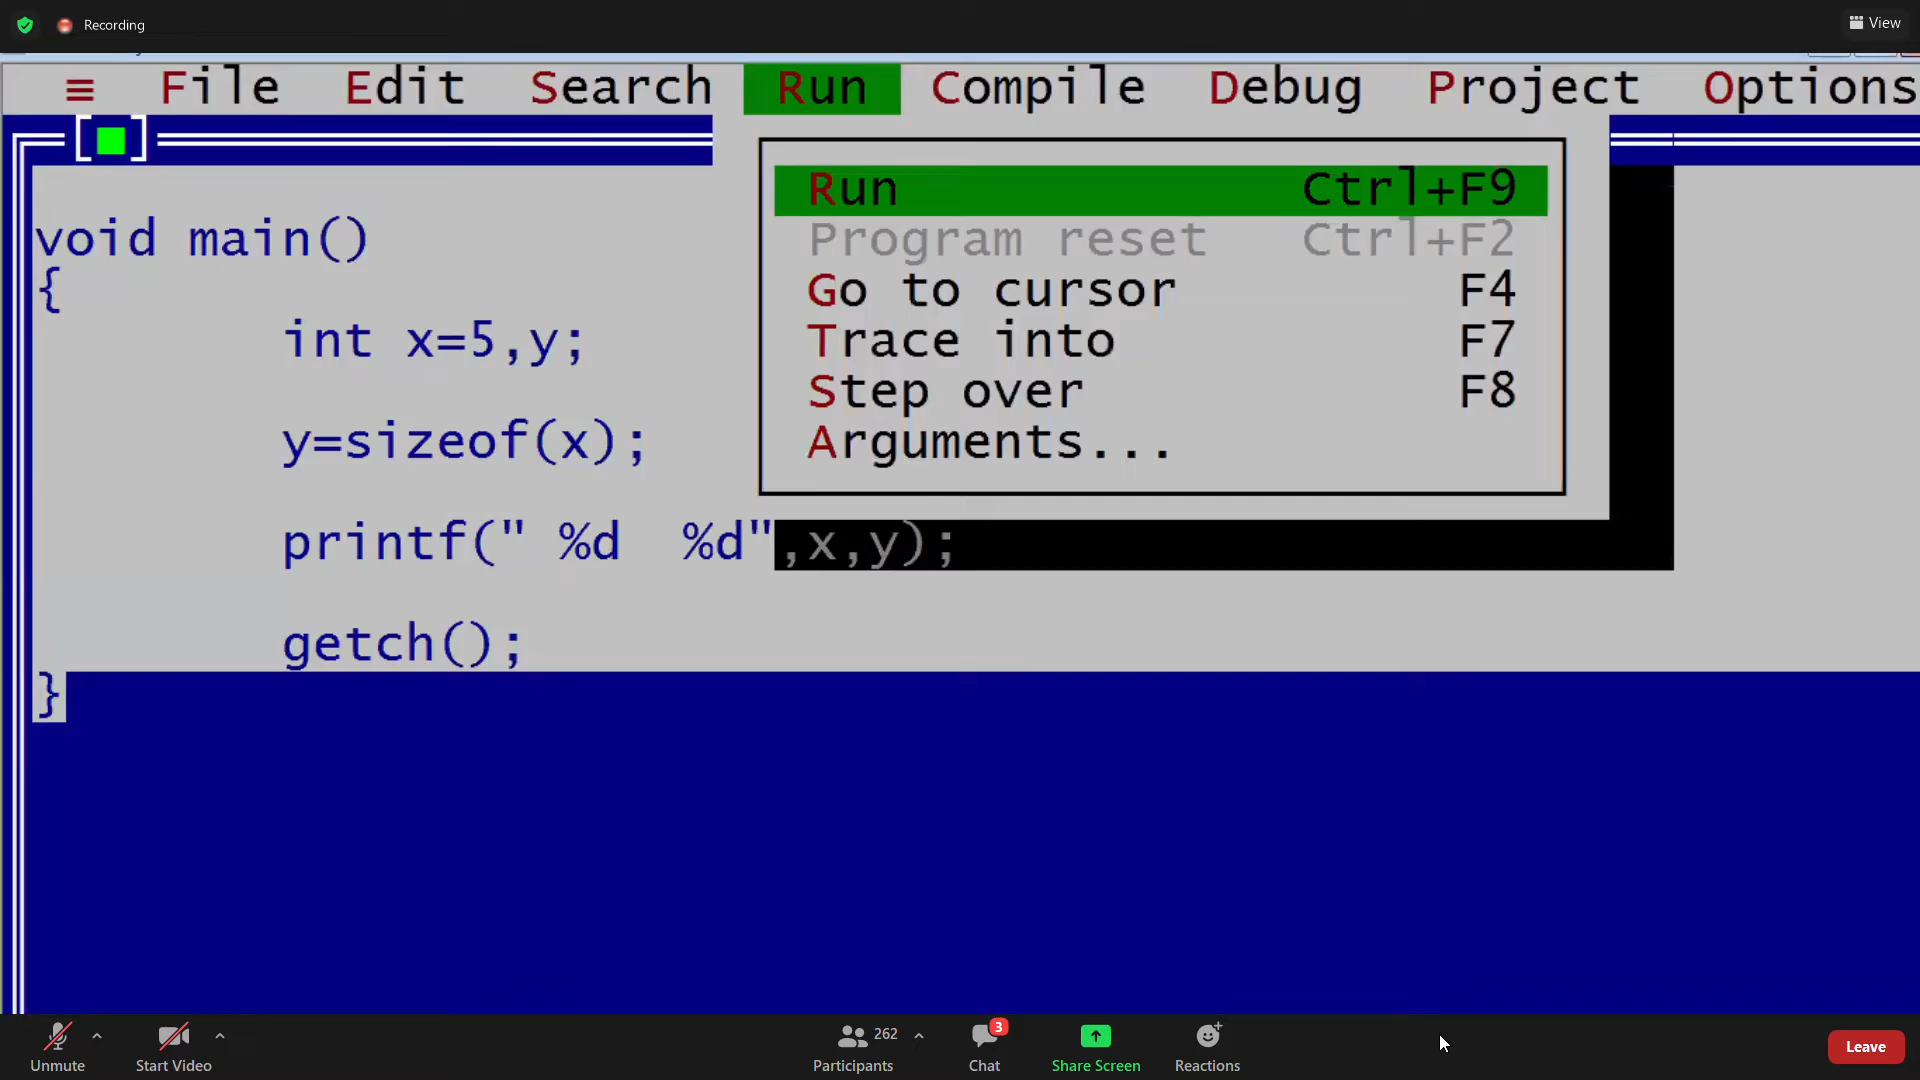 Recording
View
≡ File Edit Search Run Compile Debug Project Options
[■]
Run Ctrl+F9
Program reset Ctrl+F2
Go to cursor F4
Trace into F7
Step over F8
Arguments...
void main()
{
int x=5,y;
y=sizeof(x);
printf(" %d  %d",x,y);
getch();
}
Unmute
Start Video
262
Participants
3
Chat
Share Screen
Reactions
Leave